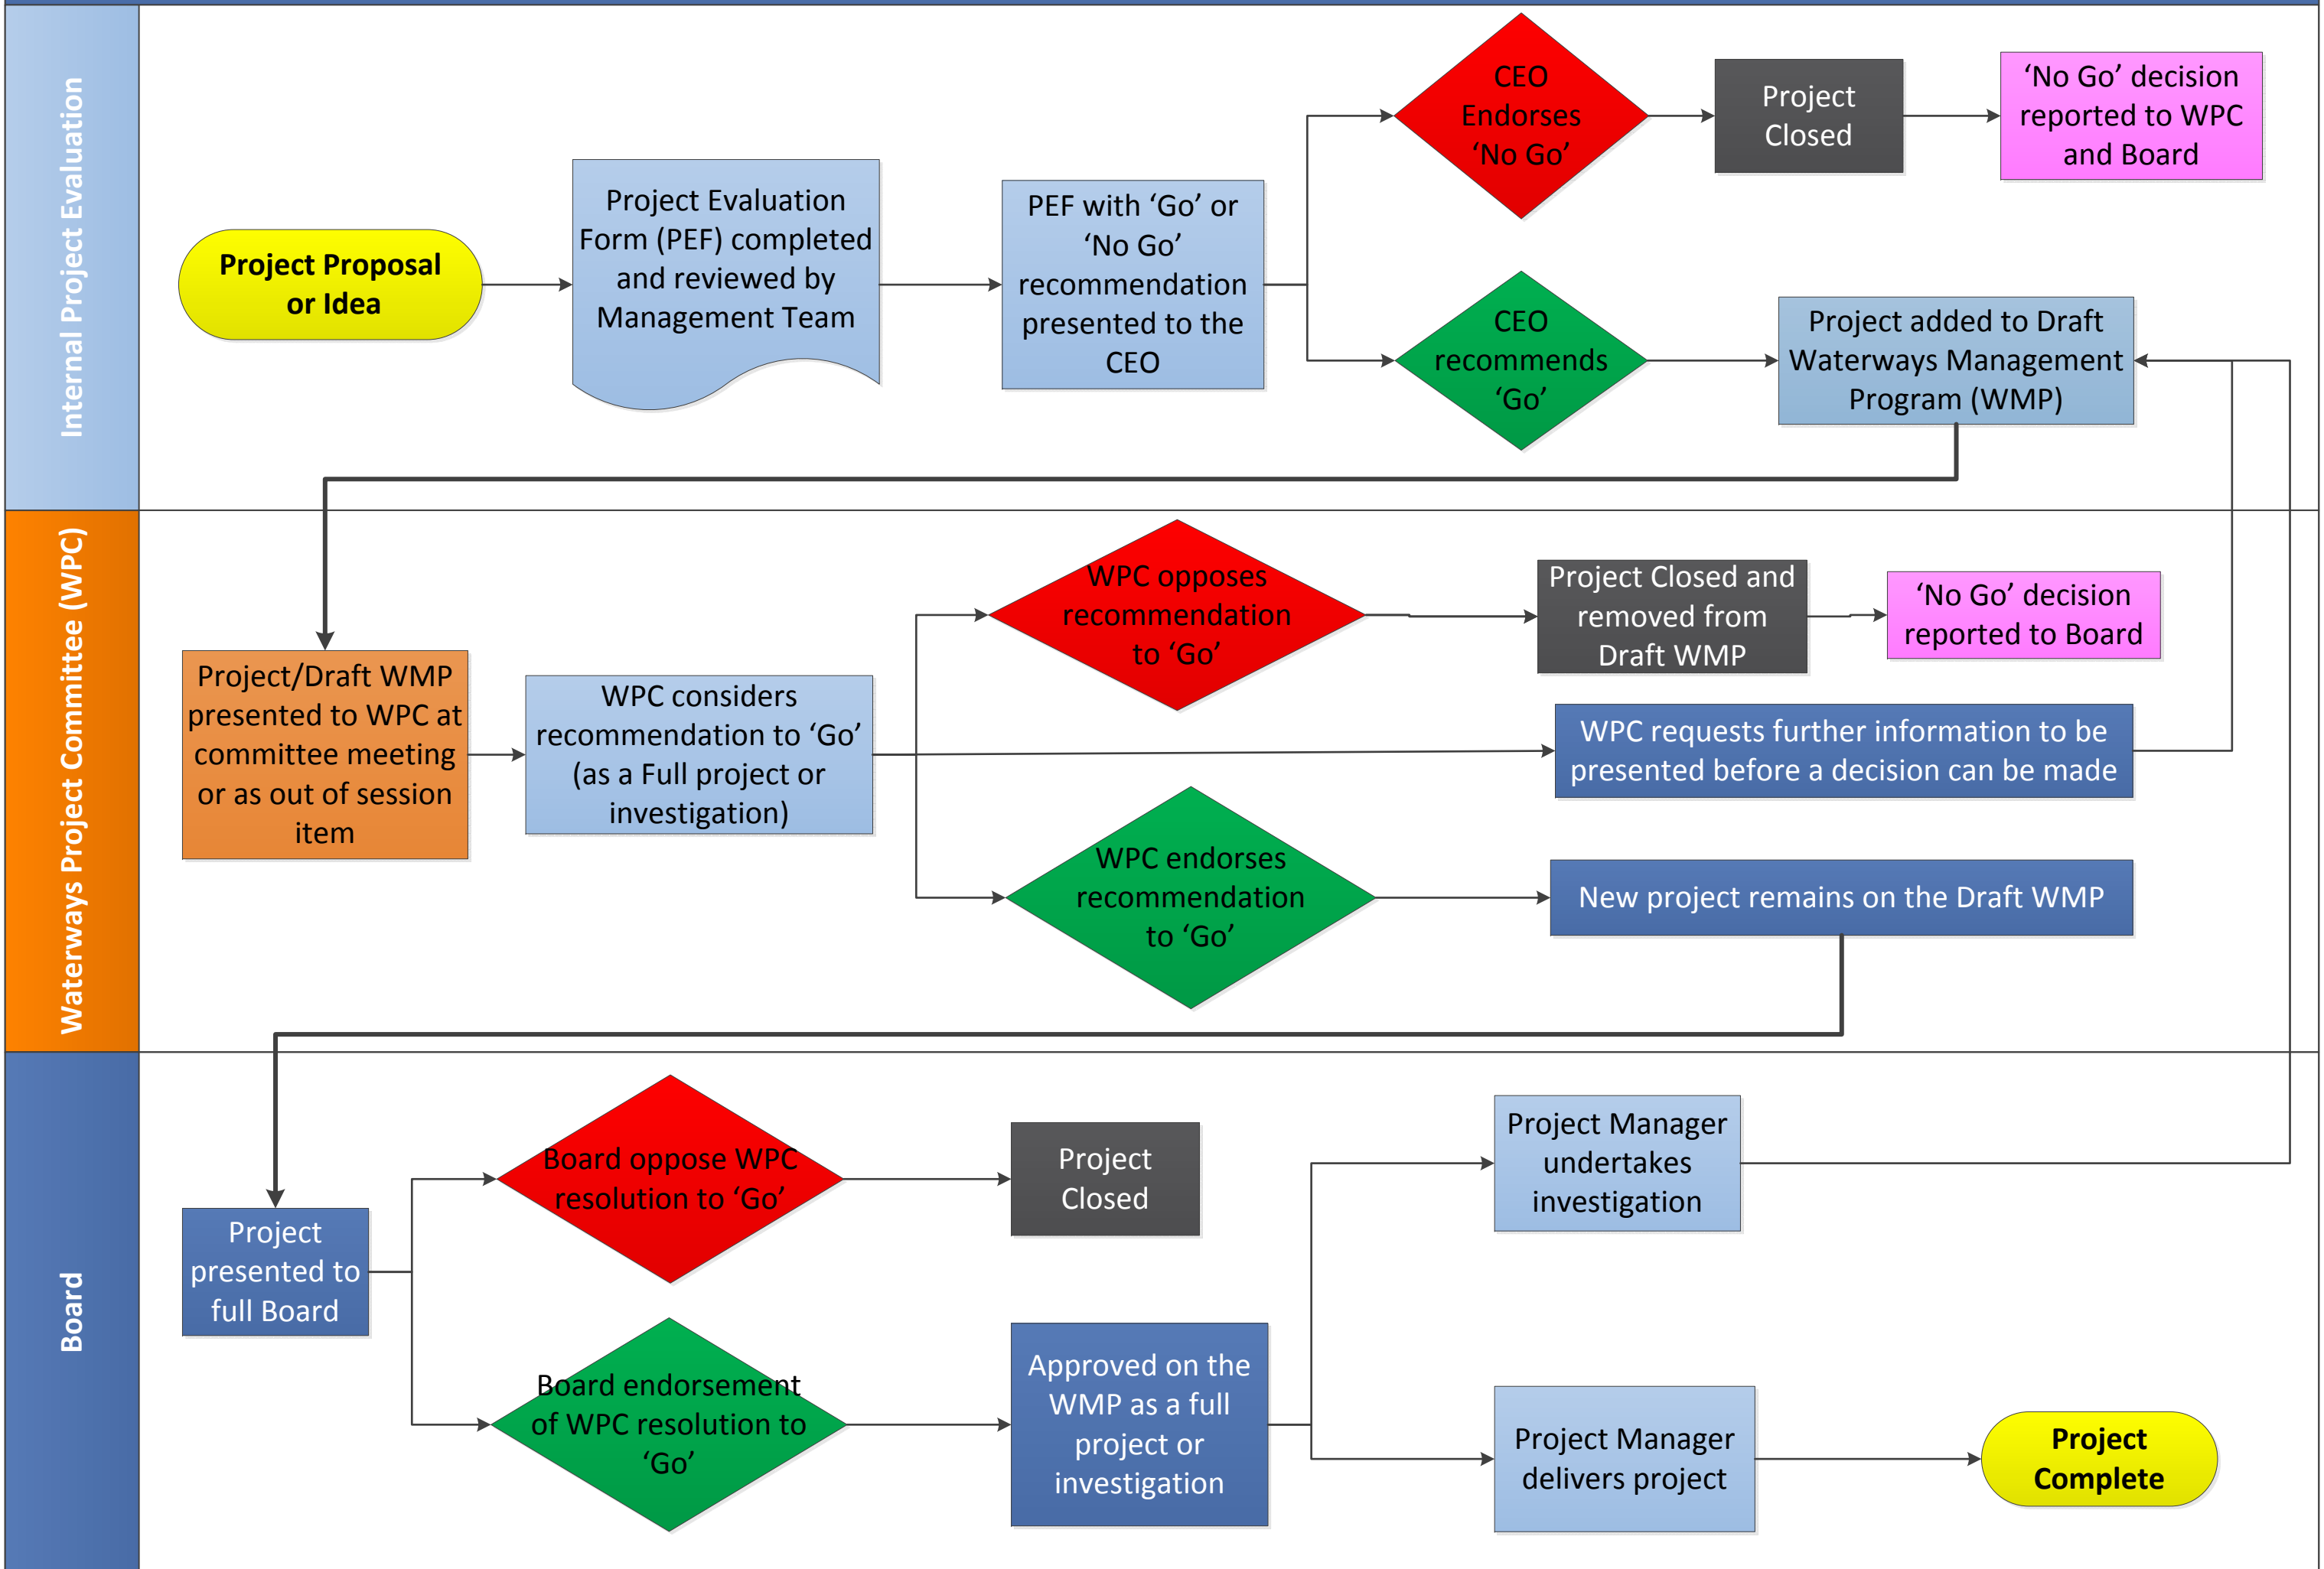 Internal Project Evaluation
Project Proposal
or Idea
Project Evaluation
Form (PEF) completed
and reviewed by
Management Team
PEF with ‘Go’ or
‘No Go’
recommendation
presented to the
CEO
CEO
Endorses
‘No Go’
Project
Closed
‘No Go’ decision
reported to WPC
and Board
CEO
recommends
‘Go’
Project added to Draft
Waterways Management
Program (WMP)
Waterways Project Committee (WPC)
Project/Draft WMP
presented to WPC at
committee meeting
or as out of session
item
WPC considers
recommendation to ‘Go’
(as a Full project or
investigation)
WPC opposes
recommendation
to ‘Go’
Project Closed and
removed from
Draft WMP
‘No Go’ decision
reported to Board
WPC requests further information to be
presented before a decision can be made
WPC endorses
recommendation
to ‘Go’
New project remains on the Draft WMP
Board
Project
presented to
full Board
Board oppose WPC
resolution to ‘Go’
Project
Closed
Board endorsement
of WPC resolution to
‘Go’
Approved on the
WMP as a full
project or
investigation
Project Manager
undertakes
investigation
Project Manager
delivers project
Project
Complete